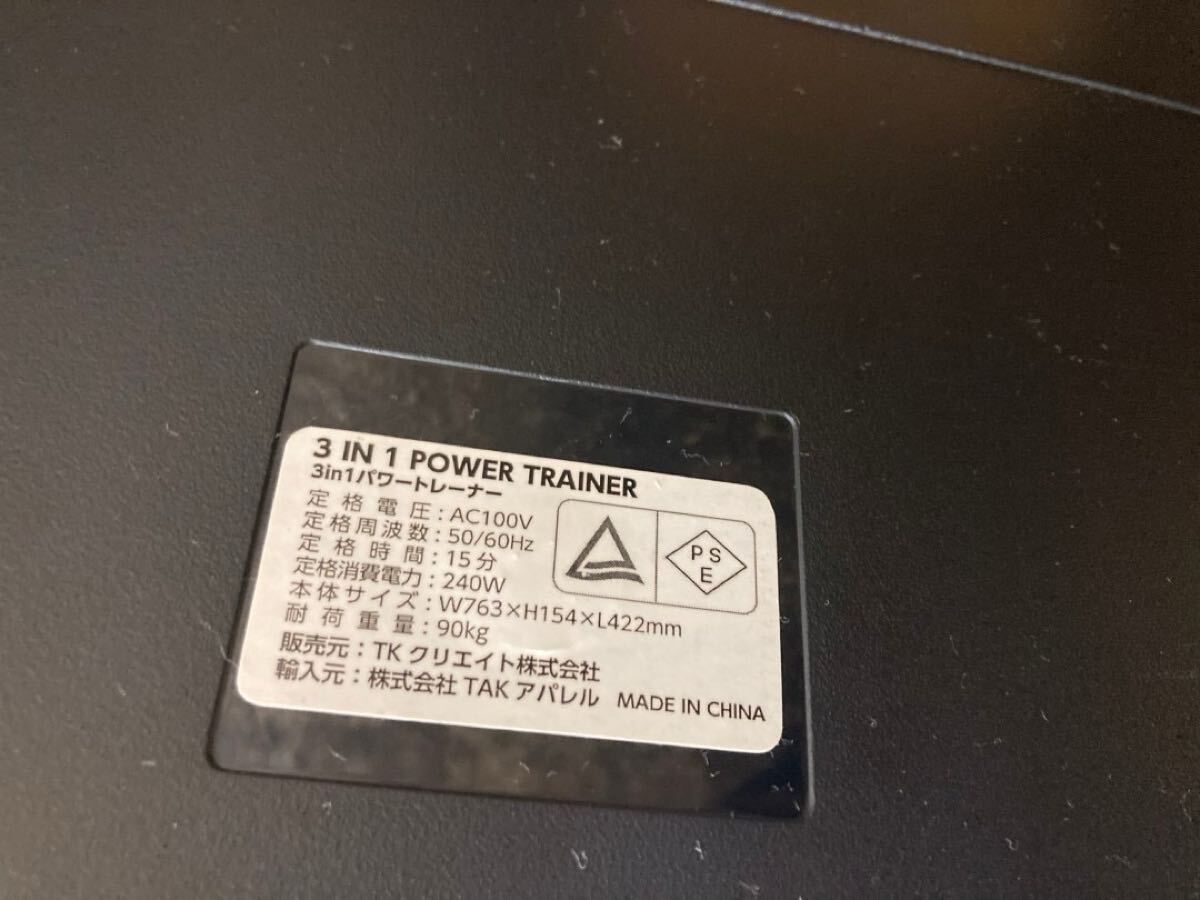 3 IN 1 POWER TRAINER
3in1パワートレーナー
定格電圧：AC100V
定格周波数：50/60Hz
定格時間：15分
定格消費電力：240W
本体サイズ：W763×H154×L422mm
耐荷重量：90kg
販売元：TKクリエイト株式会社
輸入元：株式会社TAKアパレル MADE IN CHINA
PS
E